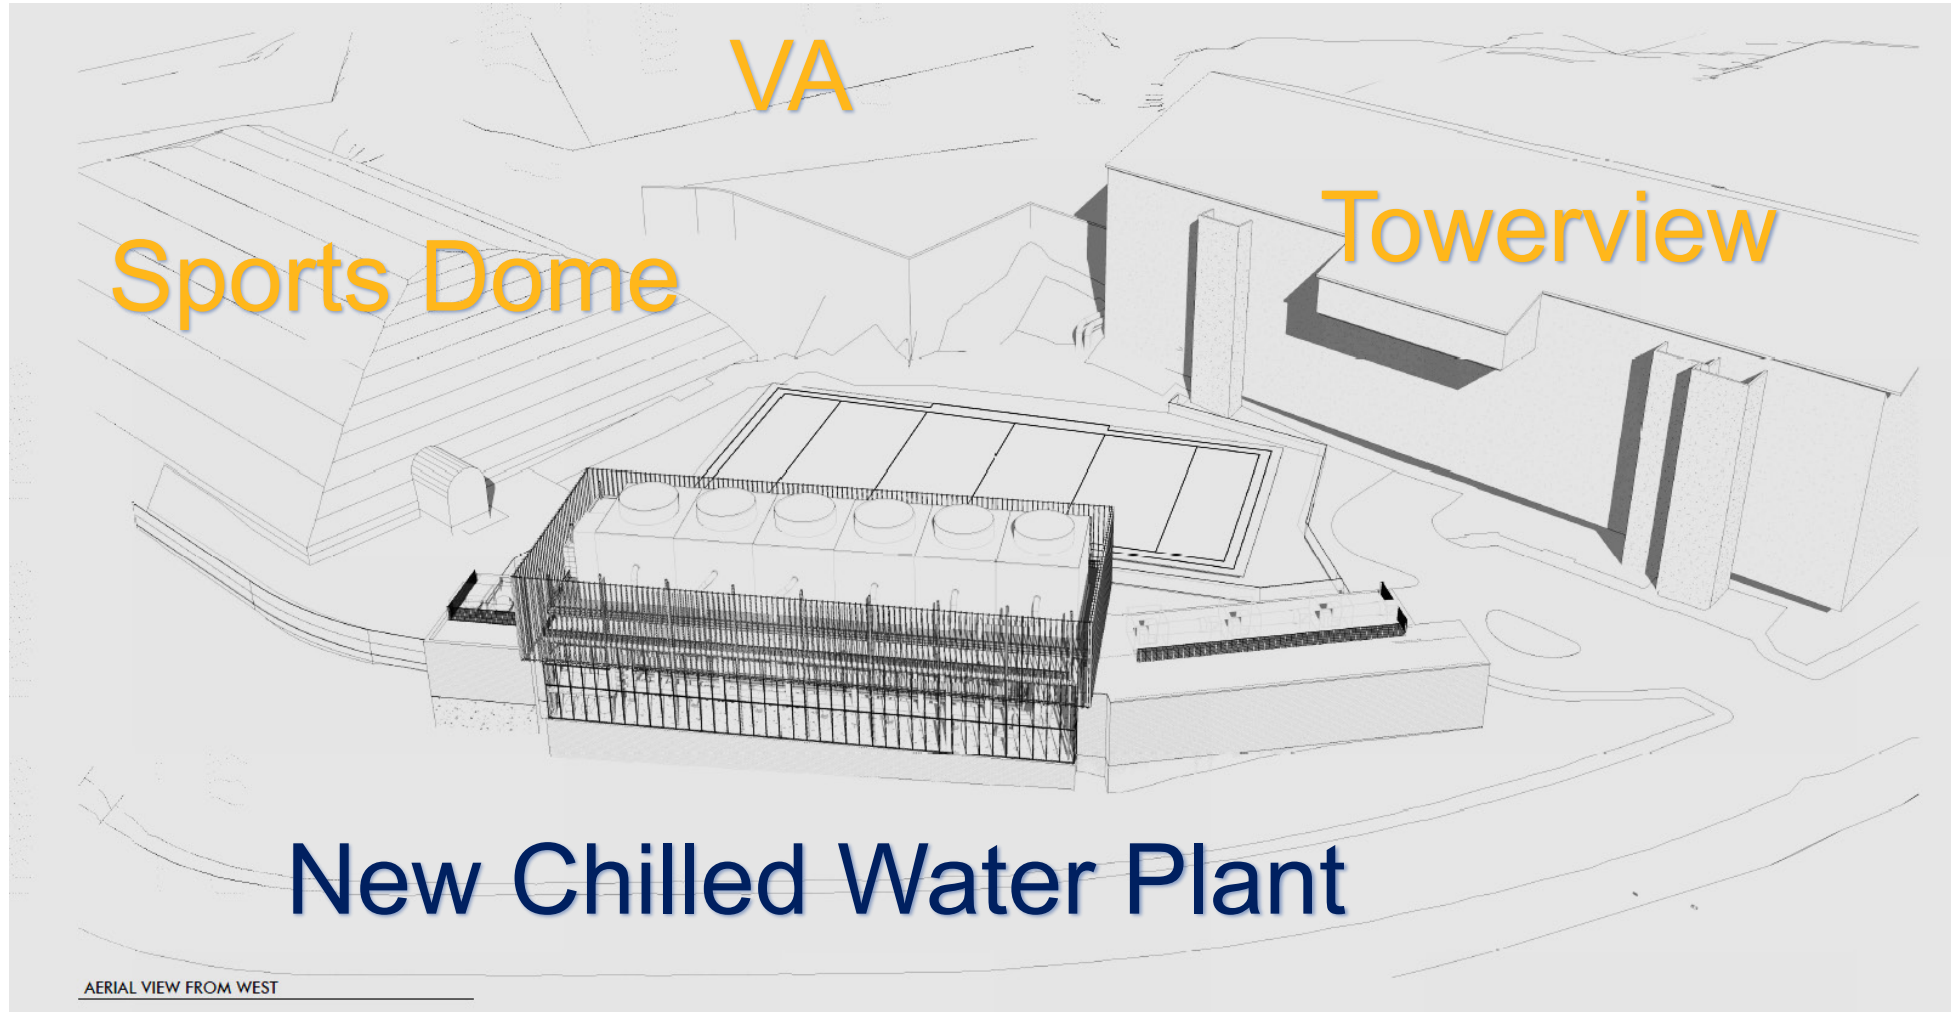 VA
Towerview
Sports Dome
New Chilled Water Plant
AERIAL VIEW FROM WEST